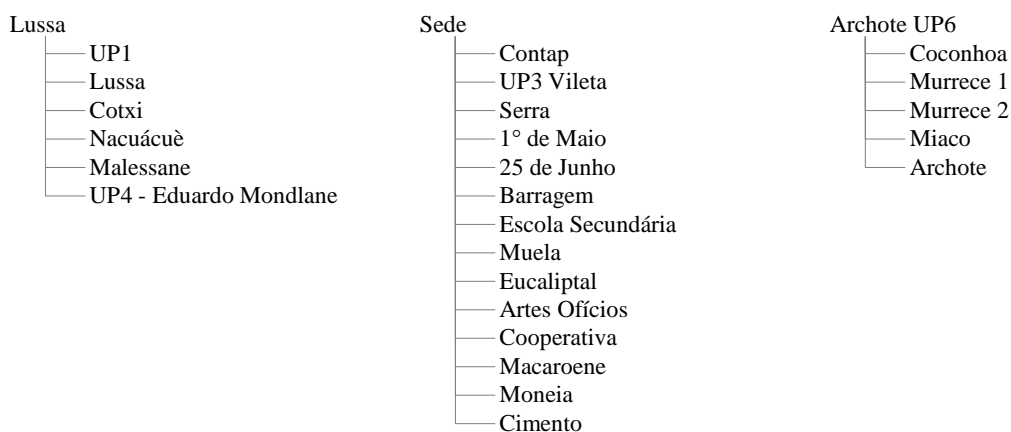 Lussa
UP1
Lussa
Cotxi
Nacuácuè
Malessane
UP4 - Eduardo Mondlane
Sede
Contap
UP3 Vileta
Serra
1° de Maio
25 de Junho
Barragem
Escola Secundária
Muela
Eucaliptal
Artes Ofícios
Cooperativa
Macaroene
Moneia
Cimento
Archote UP6
Coconhoa
Murrece 1
Murrece 2
Miaco
Archote